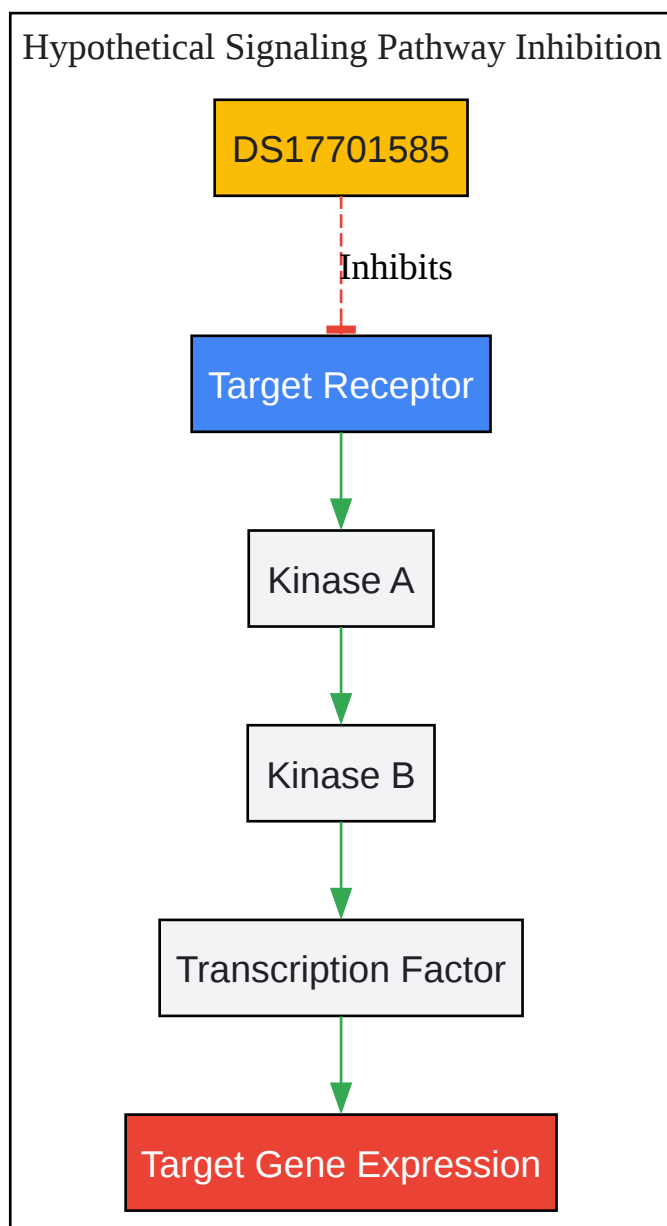 Hypothetical Signaling Pathway Inhibition
DS17701585
Inhibits
Target Receptor
Kinase A
Kinase B
Transcription Factor
Target Gene Expression